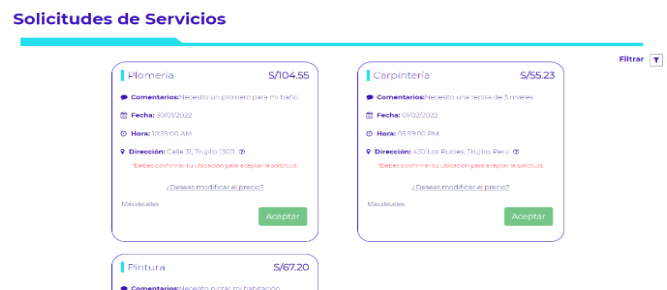 Solicitudes de Servicios
Filtrar
Plomería S/104.55
Comentarios:Necesito un plomero para mi baño
Fecha: 30/01/2022
Hora: 10:59:00 AM
Dirección: Calle 31, Trujillo 13011
*Debes confirmar tu ubicación para aceptar la solicitud.
¿Deseas modificar el precio?
Más detalles
Aceptar
Carpintería S/55.23
Comentarios:Necesito una repisa de 3 niveles
Fecha: 01/02/2022
Hora: 05:59:00 PM
Dirección: 430 Los Rubies, Trujillo, Perú
*Debes confirmar tu ubicación para aceptar la solicitud.
¿Deseas modificar el precio?
Más detalles
Aceptar
Pintura S/67.20
Comentarios:Necesito pintar mi habitación